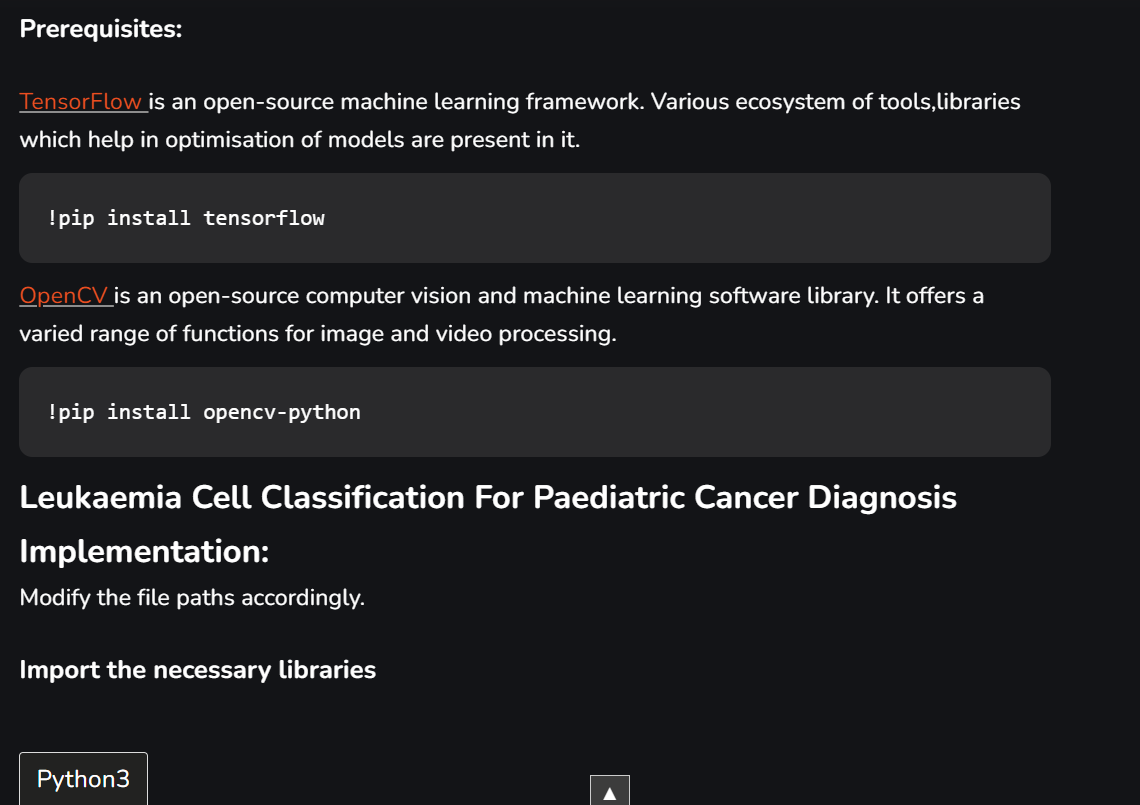 Prerequisites:
TensorFlow is an open-source machine learning framework. Various ecosystem of tools,libraries
which help in optimisation of models are present in it.
!pip install tensorflow
OpenCV is an open-source computer vision and machine learning software library. It offers a
varied range of functions for image and video processing.
!pip install opencv-python
Leukaemia Cell Classification For Paediatric Cancer Diagnosis
Implementation:
Modify the file paths accordingly.
Import the necessary libraries
Python3